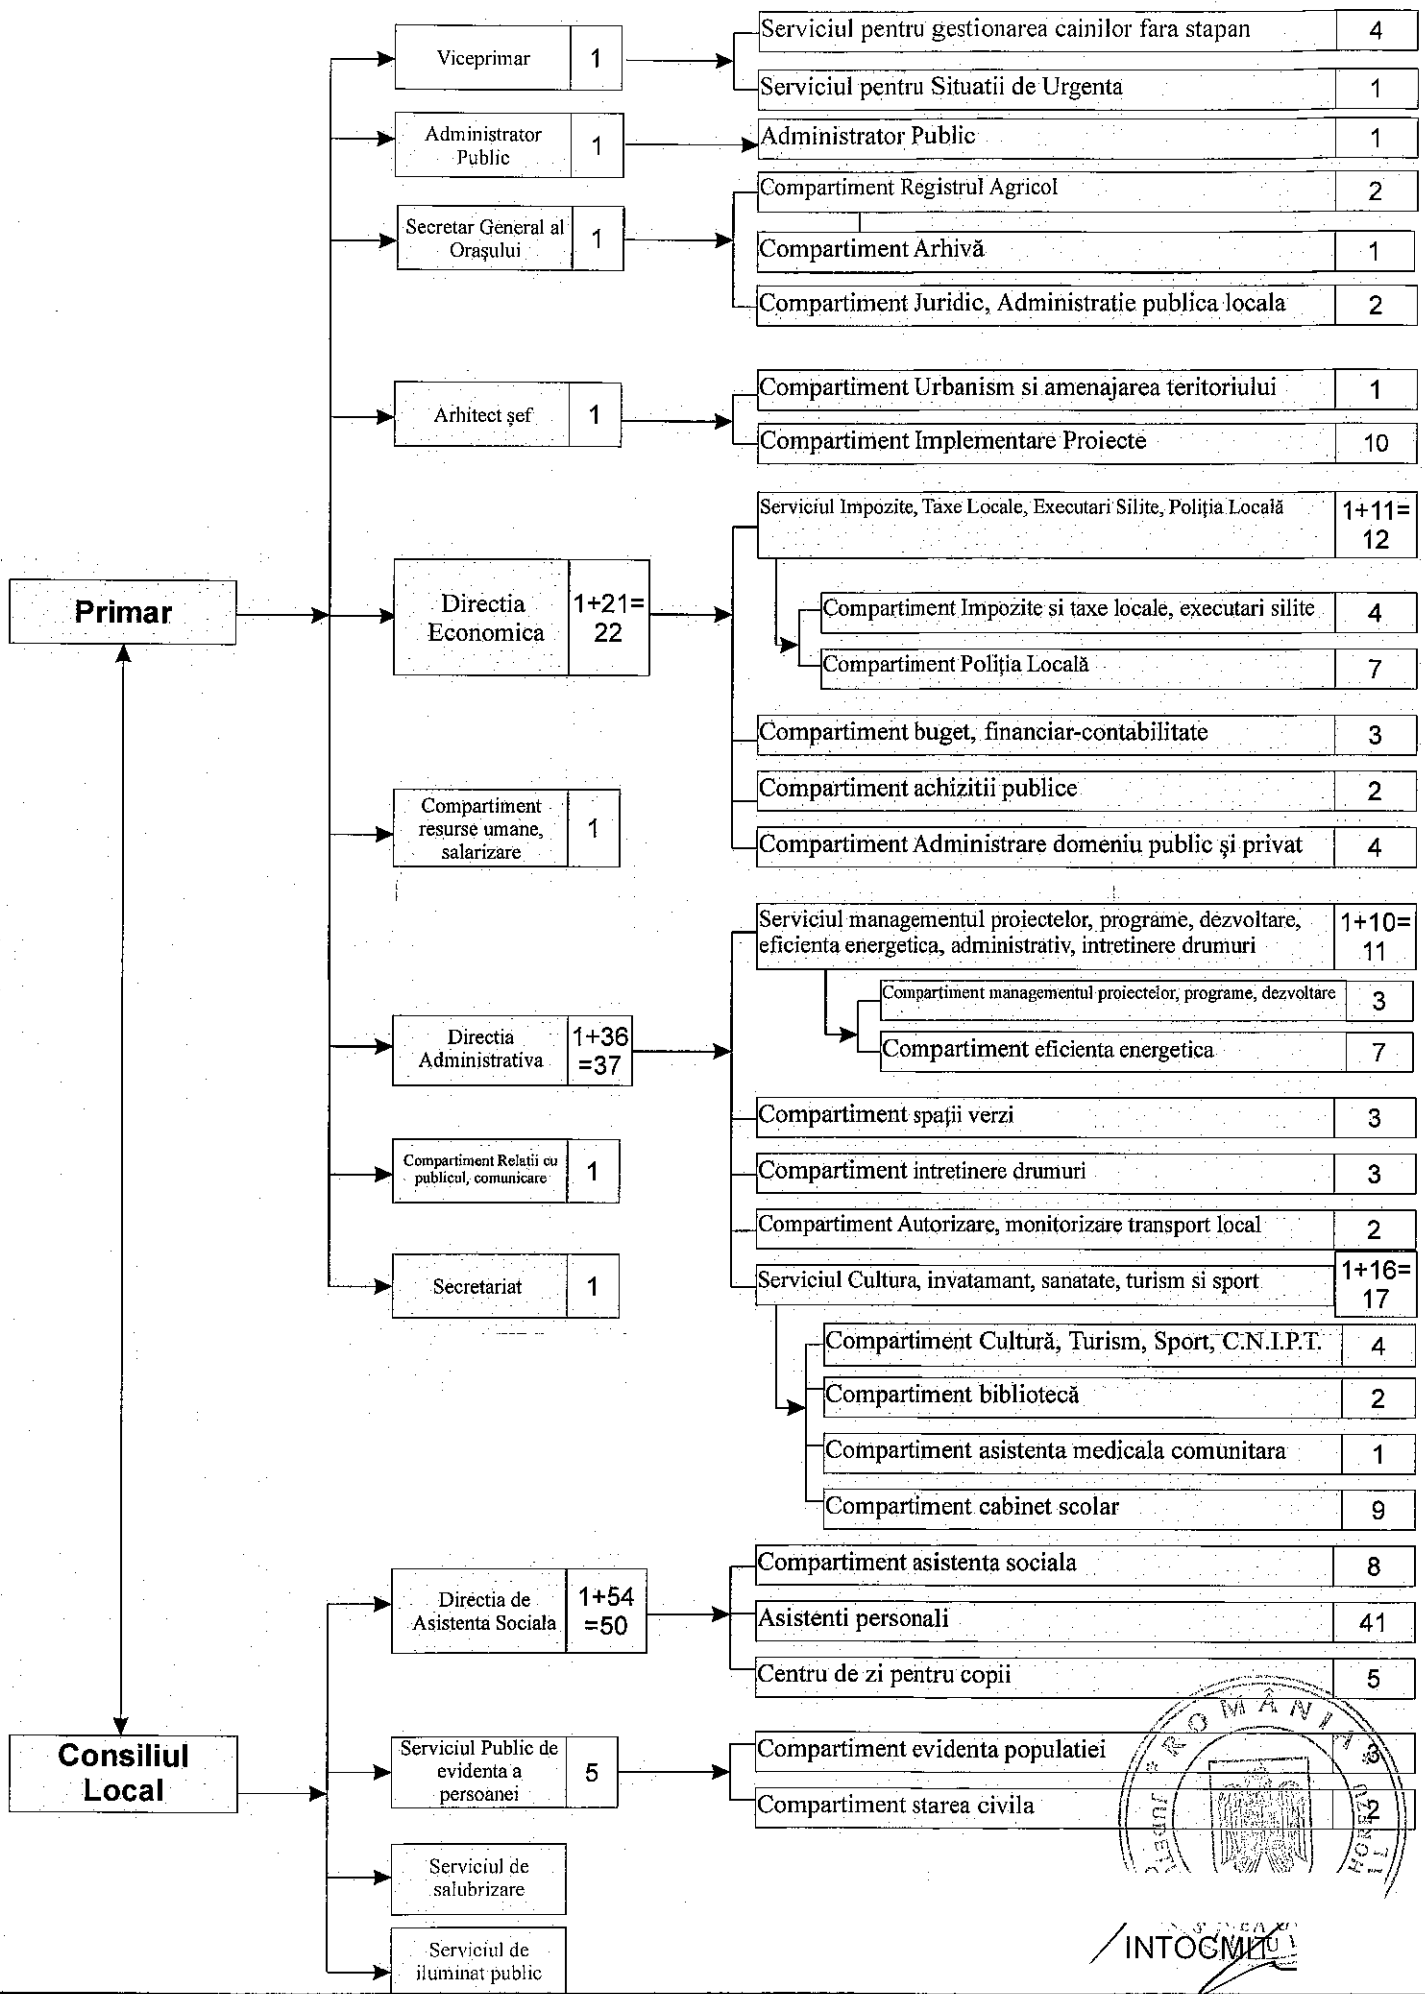 Primar
Consiliul
Local
Viceprimar
1
Administrator
Public
1
Secretar General al
Orașului
1
Arhitect șef
1
Directia
Economica
1+21=
22
Compartiment
resurse umane,
salarizare
1
Directia
Administrativa
1+36
=37
Compartiment Relatii cu
publicul, comunicare
1
Secretariat
1
Directia de
Asistenta Sociala
1+54
=50
Serviciul Public de
evidenta a
persoanei
5
Serviciul de
salubrizare
Serviciul de
iluminat public
Serviciul pentru gestionarea cainilor fara stapan
4
Serviciul pentru Situatii de Urgenta
1
Administrator Public
1
Compartiment Registrul Agricol
2
Compartiment Arhivă
1
Compartiment Juridic, Administratie publica locala
2
Compartiment Urbanism si amenajarea teritoriului
1
Compartiment Implementare Proiecte
10
Serviciul Impozite, Taxe Locale, Executari Silite, Poliția Locală
1+11=
12
Compartiment Impozite si taxe locale, executari silite
4
Compartiment Poliția Locală
7
Compartiment buget, financiar-contabilitate
3
Compartiment achizitii publice
2
Compartiment Administrare domeniu public și privat
4
Serviciul managementul proiectelor, programe, dezvoltare,
eficienta energetica, administrativ, intretinere drumuri
1+10=
11
Compartiment managementul proiectelor, programe, dezvoltare
3
Compartiment eficienta energetica
7
Compartiment spații verzi
3
Compartiment intretinere drumuri
3
Compartiment Autorizare, monitorizare transport local
2
Serviciul Cultura, invatamant, sanatate, turism si sport
1+16=
17
Compartiment Cultură, Turism, Sport, C.N.I.P.T.
4
Compartiment bibliotecă
2
Compartiment asistenta medicala comunitara
1
Compartiment cabinet scolar
9
Compartiment asistenta sociala
8
Asistenti personali
41
Centru de zi pentru copii
5
Compartiment evidenta populatiei
3
Compartiment starea civila
2
* ROMÂNIA *
HOREZU
INTOCMIT